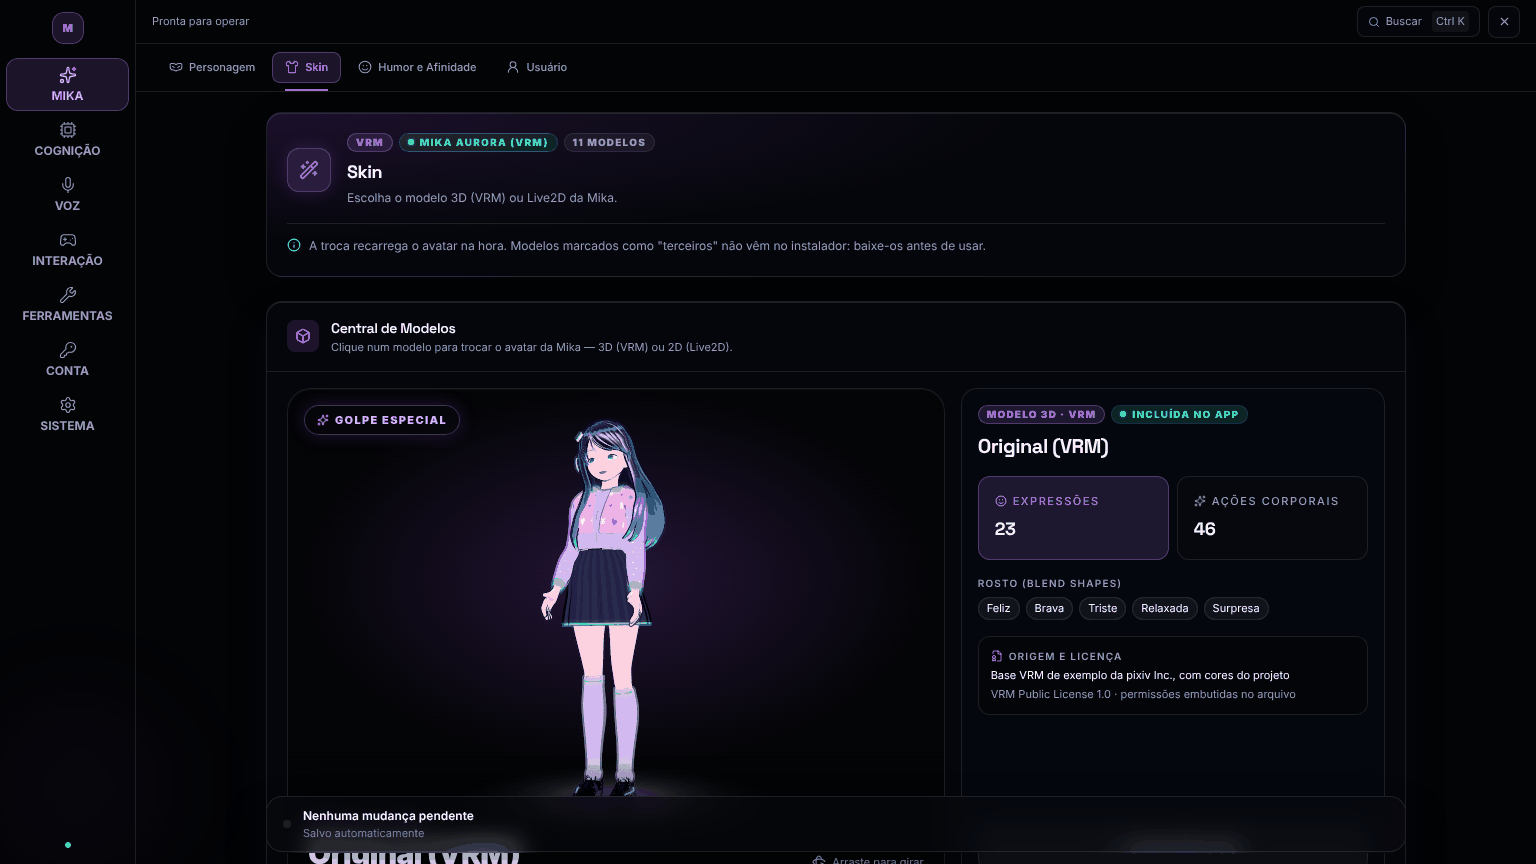 M
MIKA
COGNIÇÃO
VOZ
INTERAÇÃO
FERRAMENTAS
CONTA
SISTEMA
Pronta para operar
Buscar Ctrl K
Personagem
Skin
Humor e Afinidade
Usuário
VRM
MIKA AURORA (VRM)
11 MODELOS
Skin
Escolha o modelo 3D (VRM) ou Live2D da Mika.
A troca recarrega o avatar na hora. Modelos marcados como "terceiros" não vêm no instalador: baixe-os antes de usar.
Central de Modelos
Clique num modelo para trocar o avatar da Mika — 3D (VRM) ou 2D (Live2D).
GOLPE ESPECIAL
MODELO 3D · VRM
INCLUÍDA NO APP
Original (VRM)
EXPRESSÕES
23
AÇÕES CORPORAIS
46
ROSTO (BLEND SHAPES)
Feliz
Brava
Triste
Relaxada
Surpresa
ORIGEM E LICENÇA
Base VRM de exemplo da pixiv Inc., com cores do projeto
VRM Public License 1.0 · permissões embutidas no arquivo
Nenhuma mudança pendente
Salvo automaticamente
Original (VRM)
Arraste para girar